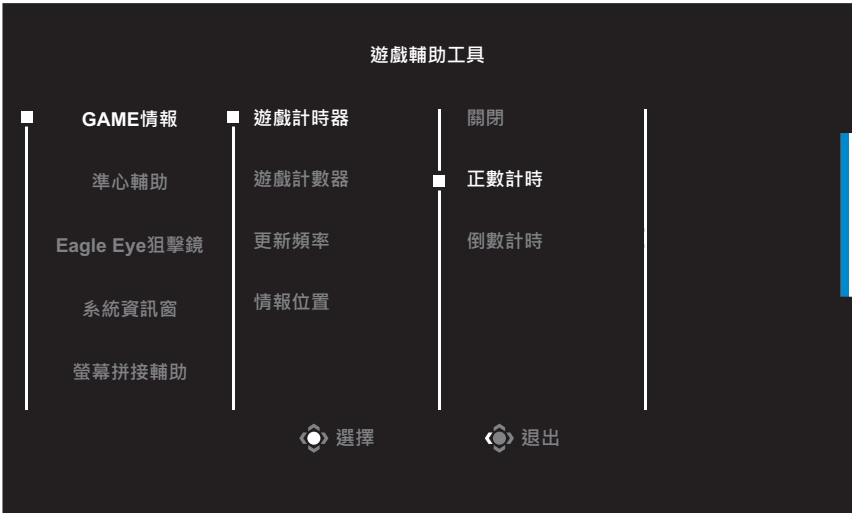 遊戲輔助工具
GAME情報
準心輔助
Eagle Eye狙擊鏡
系統資訊窗
螢幕拼接輔助
遊戲計時器
遊戲計數器
更新頻率
情報位置
關閉
正數計時
倒數計時
選擇
退出